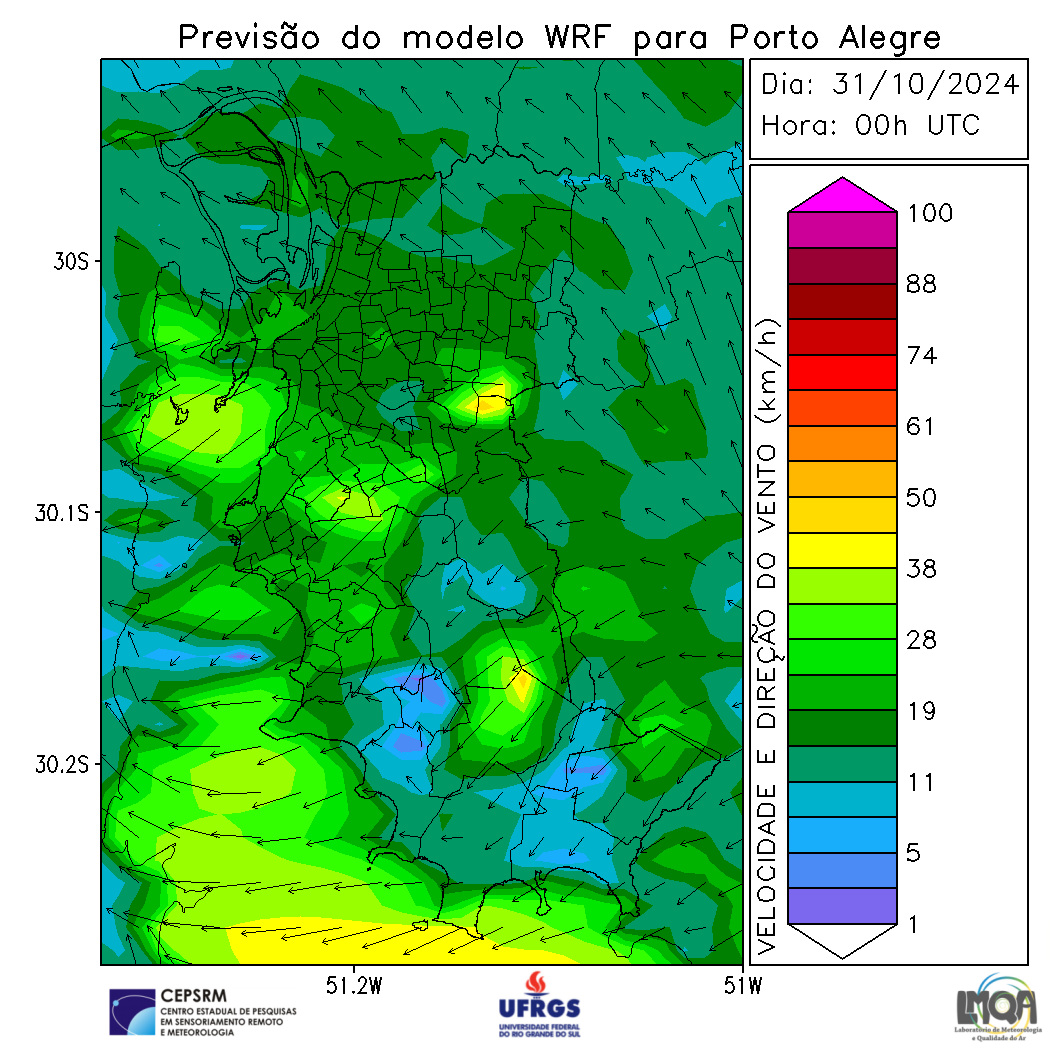 Previsão do modelo WRF para Porto Alegre
Dia: 31/10/2024
Hora: 00h UTC
30S
30.1S
30.2S
51.2W
51W
VELOCIDADE E DIREÇÃO DO VENTO (km/h)
100
88
74
61
50
38
28
19
11
5
1
CEPSRM
CENTRO ESTADUAL DE PESQUISAS
EM SENSORIAMENTO REMOTO
E METEOROLOGIA
UFRGS
UNIVERSIDADE FEDERAL
DO RIO GRANDE DO SUL
LMQA
Laboratório de Meteorologia
e Qualidade do Ar